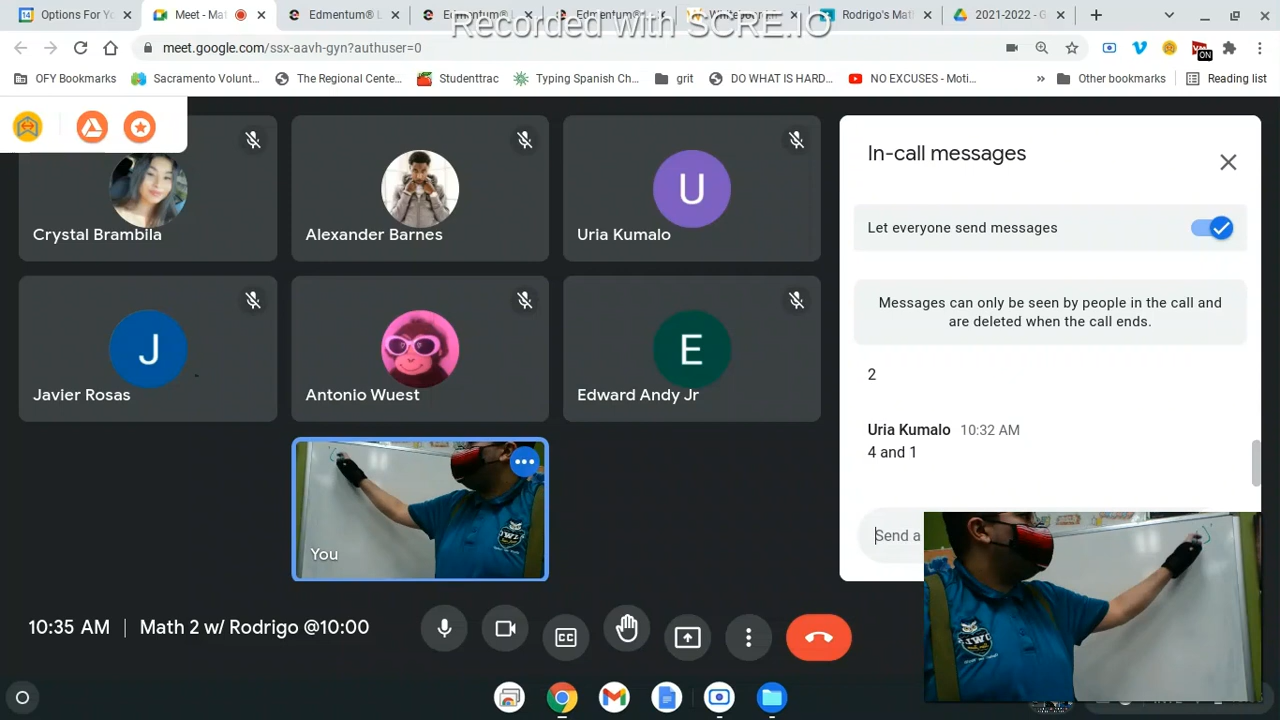 Options For Y
Meet - Ma
Edmentum® L
Edmentum®
Edmentum®
Whiteboard
Rodrigo's Mat
2021-2022 - G
Recorded with SCRE.IO
meet.google.com/ssx-aavh-gyn?authuser=0
ON
OFY Bookmarks
Sacramento Volunt...
The Regional Cente...
Studenttrac
Typing Spanish Ch...
grit
DO WHAT IS HARD...
NO EXCUSES - Moti...
»
Other bookmarks
Reading list
Crystal Brambila
Alexander Barnes
U
Uria Kumalo
J
Javier Rosas
Antonio Wuest
E
Edward Andy Jr
You
In-call messages
Let everyone send messages
Messages can only be seen by people in the call and
are deleted when the call ends.
2
Uria Kumalo 10:32 AM
4 and 1
Send a
10:35 AM | Math 2 w/ Rodrigo @10:00
CC